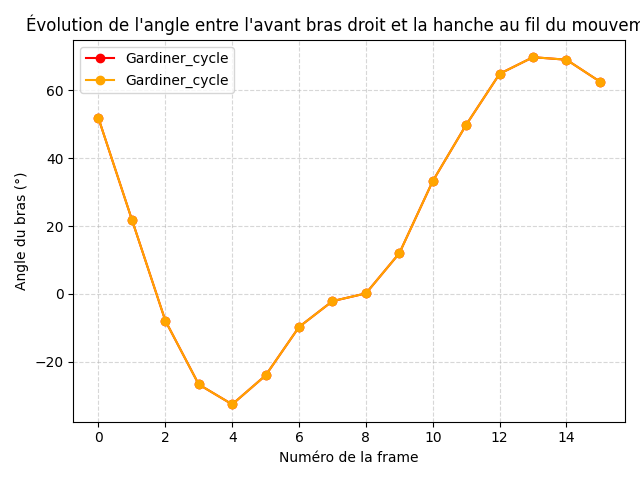 Évolution de l'angle entre l'avant bras droit et la hanche au fil du mouvem
Gardiner_cycle
Gardiner_cycle
60
40
20
0
−20
Angle du bras (°)
0 2 4 6 8 10 12 14
Numéro de la frame